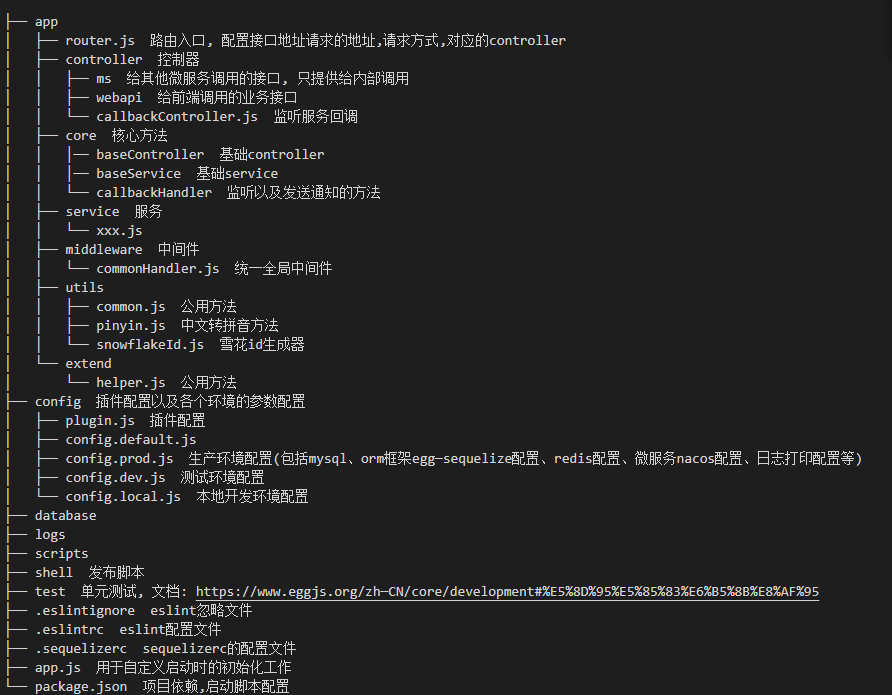 ├── app
│   ├── router.js  路由入口, 配置接口地址请求的地址,请求方式,对应的controller
│   ├── controller  控制器
│   │   ├── ms  给其他微服务调用的接口, 只提供给内部调用
│   │   ├── webapi  给前端调用的业务接口
│   │   └── callbackController.js  监听服务回调
│   ├── core  核心方法
│   │   |── baseController  基础controller
│   │   |── baseService  基础service
│   │   └── callbackHandler  监听以及发送通知的方法
│   ├── service  服务
│   │   └── xxx.js
│   ├── middleware  中间件
│   │   └── commonHandler.js  统一全局中间件
│   ├── utils
│   │   ├── common.js  公用方法
│   │   ├── pinyin.js  中文转拼音方法
│   │   └── snowflakeId.js  雪花id生成器
│   └── extend
│       └── helper.js  公用方法
├── config  插件配置以及各个环境的参数配置
│   ├── plugin.js  插件配置
│   ├── config.default.js
│   ├── config.prod.js  生产环境配置(包括mysql、orm框架egg-sequelize配置、redis配置、微服务nacos配置、日志打印配置等)
│   ├── config.dev.js  测试环境配置
│   └── config.local.js  本地开发环境配置
├── database
├── logs
├── scripts
├── shell  发布脚本
├── test  单元测试, 文档: https://www.eggjs.org/zh-CN/core/development#%E5%8D%95%E5%85%83%E6%B5%8B%E8%AF%95
├── .eslintignore  eslint忽略文件
├── .eslintrc  eslint配置文件
├── .sequelizerc  sequelizerc的配置文件
├── app.js  用于自定义启动时的初始化工作
└── package.json  项目依赖,启动脚本配置